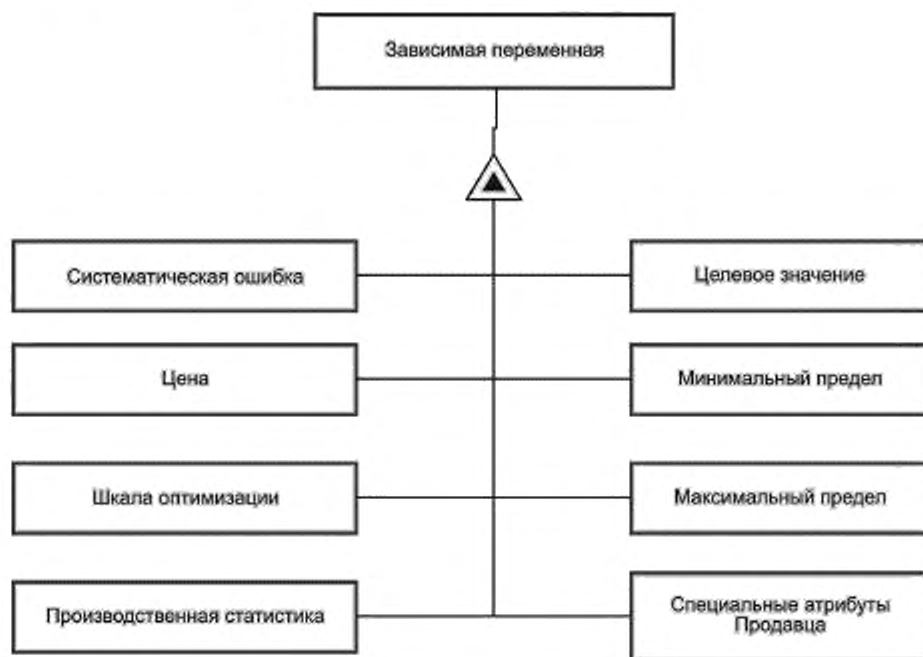 Зависимая переменная
Систематическая ошибка
Целевое значение
Цена
Минимальный предел
Шкала оптимизации
Максимальный предел
Производственная статистика
Специальные атрибуты
Продавца